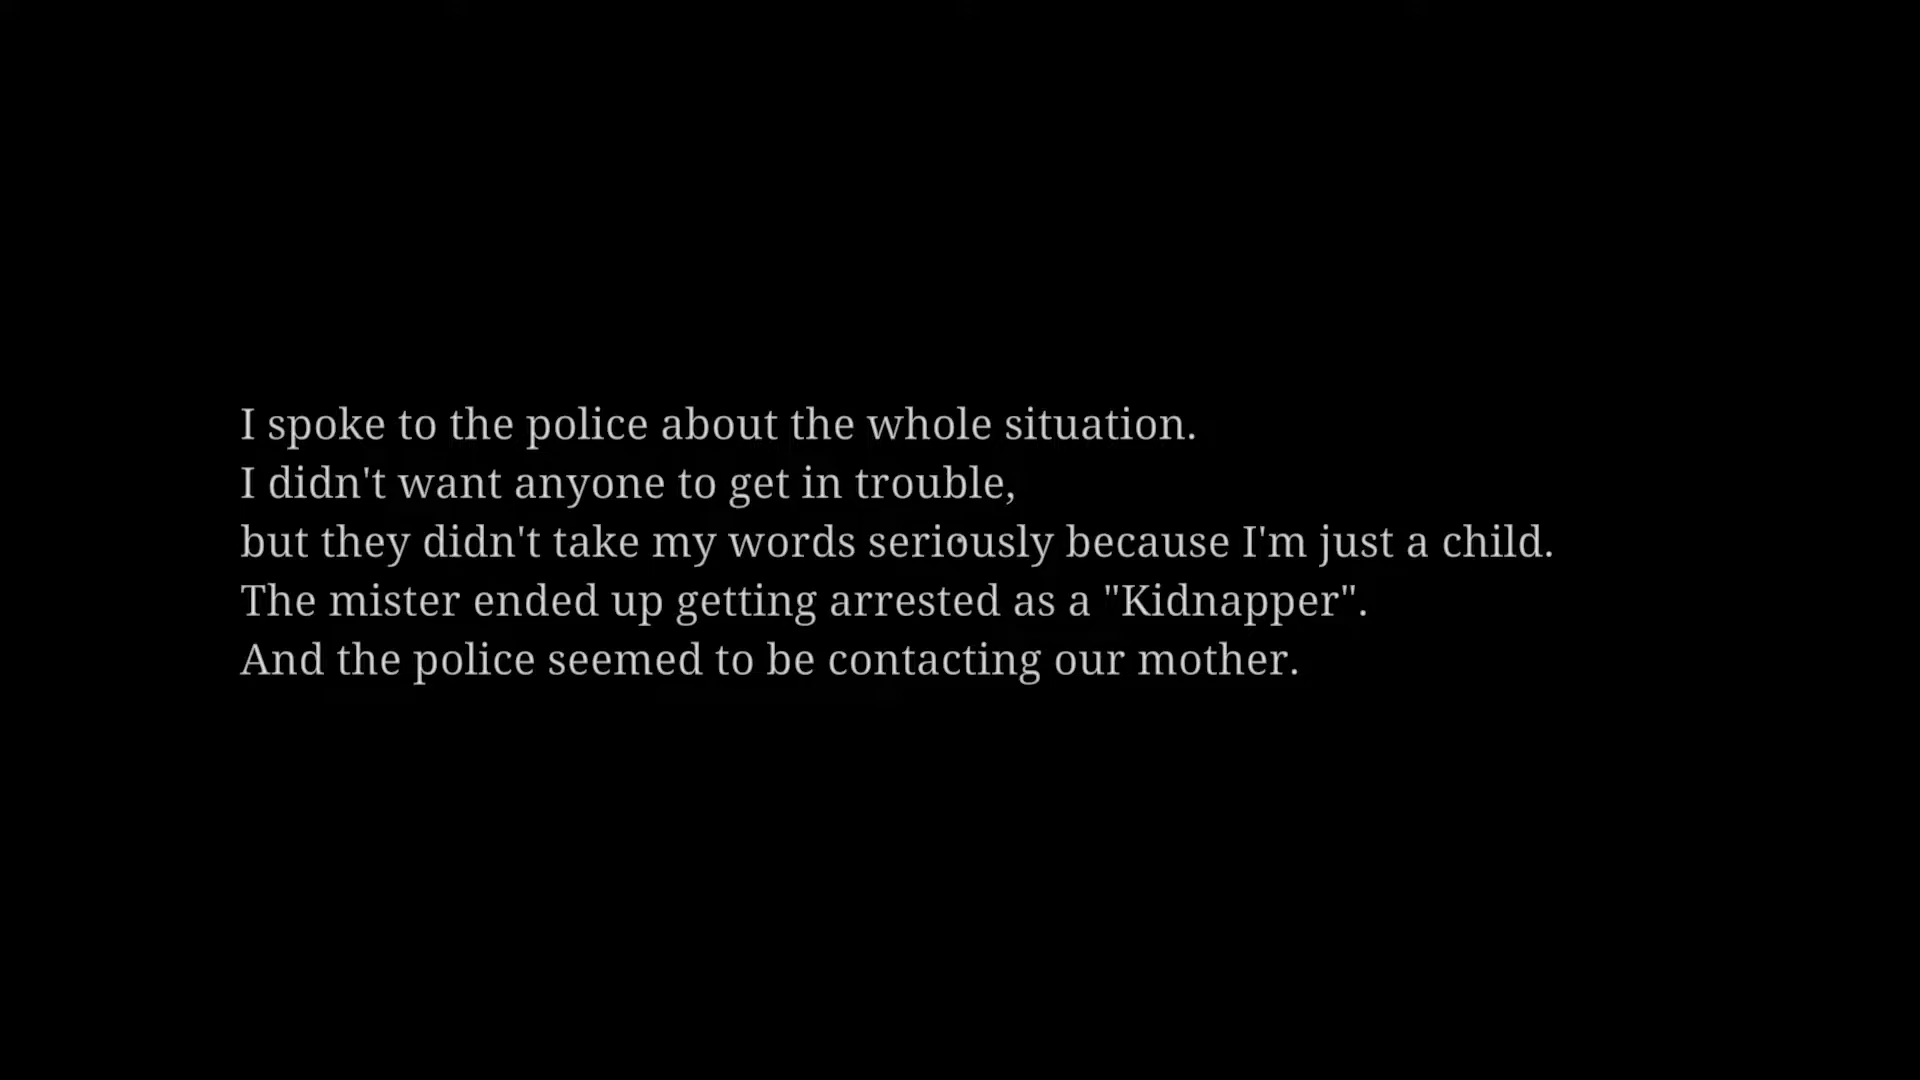 I spoke to the police about the whole situation.
I didn't want anyone to get in trouble,
but they didn't take my words seriously because I'm just a child.
The mister ended up getting arrested as a "Kidnapper".
And the police seemed to be contacting our mother.